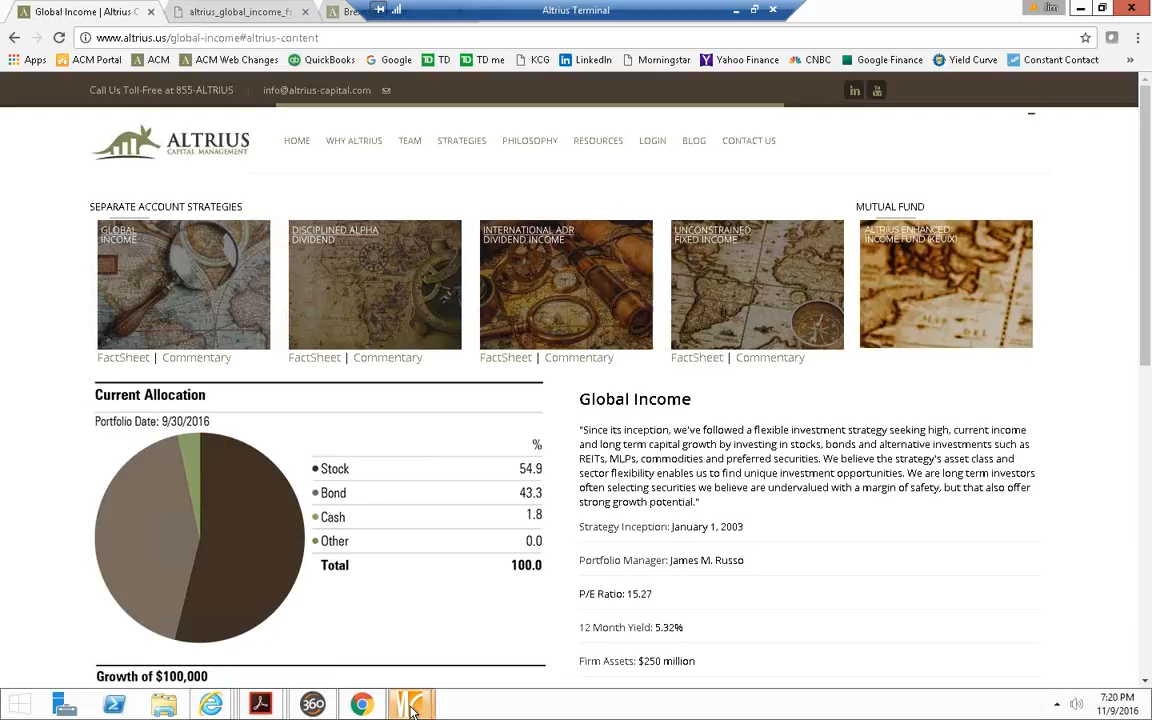 Global Income | Altrius C
altrius_global_income_fs
Bre
Altrius Terminal
Jim
www.altrius.us/global-income#altrius-content
Apps ACM Portal ACM ACM Web Changes QuickBooks Google TD TD me KCG LinkedIn Morningstar Yahoo Finance CNBC Google Finance Yield Curve Constant Contact »
Call Us Toll-Free at 855-ALTRIUS info@altrius-capital.com
ALTRIUS
CAPITAL MANAGEMENT
HOME WHY ALTRIUS TEAM STRATEGIES PHILOSOPHY RESOURCES LOGIN BLOG CONTACT US
SEPARATE ACCOUNT STRATEGIES
MUTUAL FUND
GLOBAL
INCOME
DISCIPLINED ALPHA
DIVIDEND
INTERNATIONAL ADR
DIVIDEND INCOME
UNCONSTRAINED
FIXED INCOME
ALTRIUS ENHANCED
INCOME FUND (KEUIX)
FactSheet | Commentary
FactSheet | Commentary
FactSheet | Commentary
FactSheet | Commentary
Current Allocation
Portfolio Date: 9/30/2016
%
Stock 54.9
Bond 43.3
Cash 1.8
Other 0.0
Total 100.0
Growth of $100,000
Global Income
"Since its inception, we've followed a flexible investment strategy seeking high, current income
and long term capital growth by investing in stocks, bonds and alternative investments such as
REITs, MLPs, commodities and preferred securities. We believe the strategy's asset class and
sector flexibility enables us to find unique investment opportunities. We are long term investors
often selecting securities we believe are undervalued with a margin of safety, but that also offer
strong growth potential."
Strategy Inception: January 1, 2003
Portfolio Manager: James M. Russo
P/E Ratio: 15.27
12 Month Yield: 5.32%
Firm Assets: $250 million
360
7:20 PM
11/9/2016